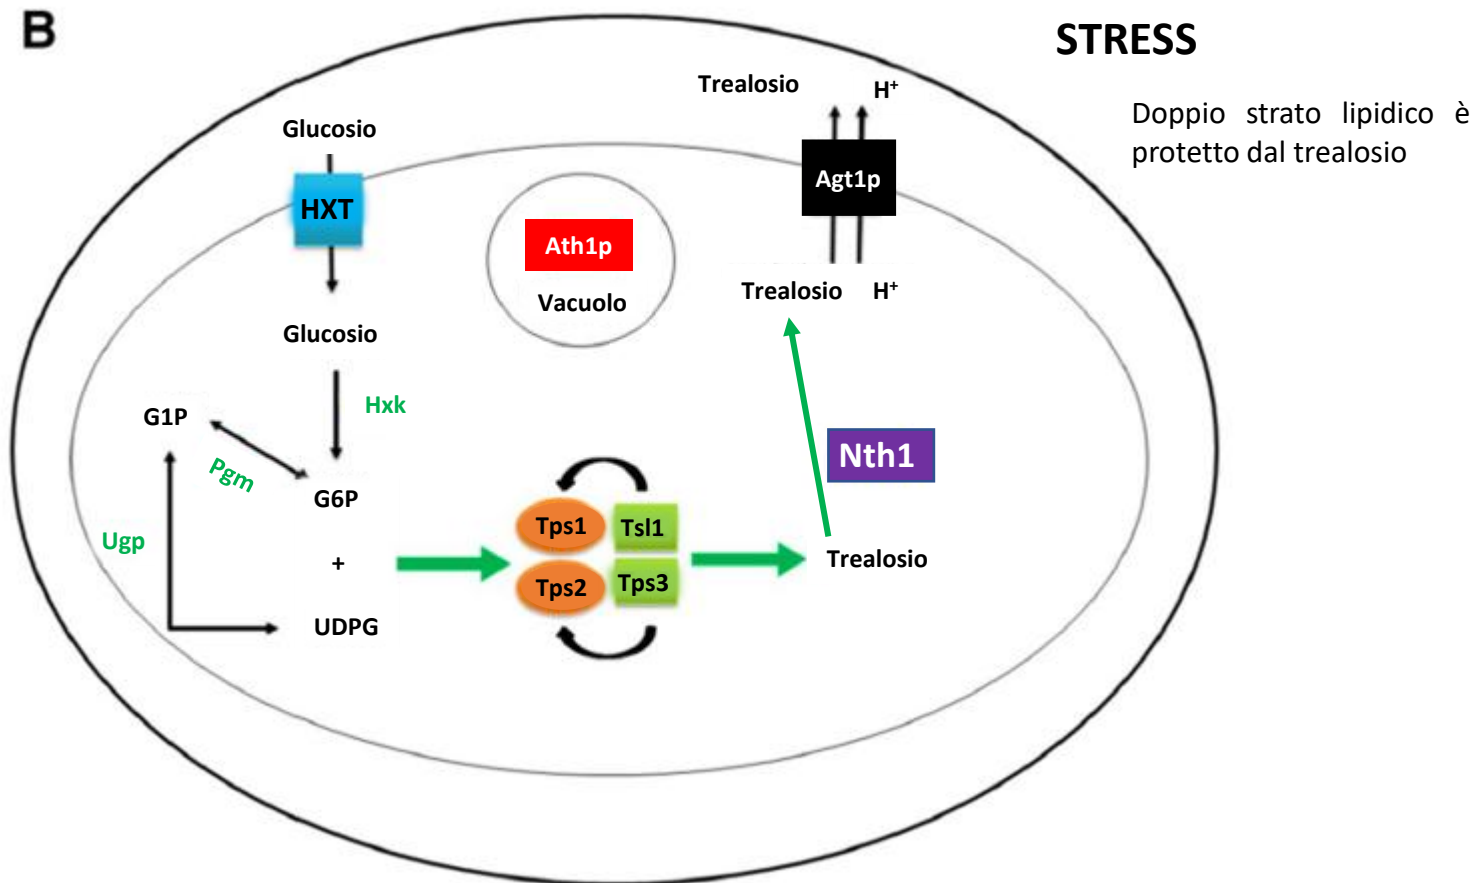 B
STRESS
Doppio strato lipidico è
protetto dal trealosio
Trealosio H⁺
Glucosio
HXT
Agt1p
Ath1p
Vacuolo
Trealosio H⁺
Glucosio
Hxk
G1P
Pgm
Nth1
G6P
Ugp
+
Tps1 Tsl1
Tps2 Tps3
Trealosio
UDPG